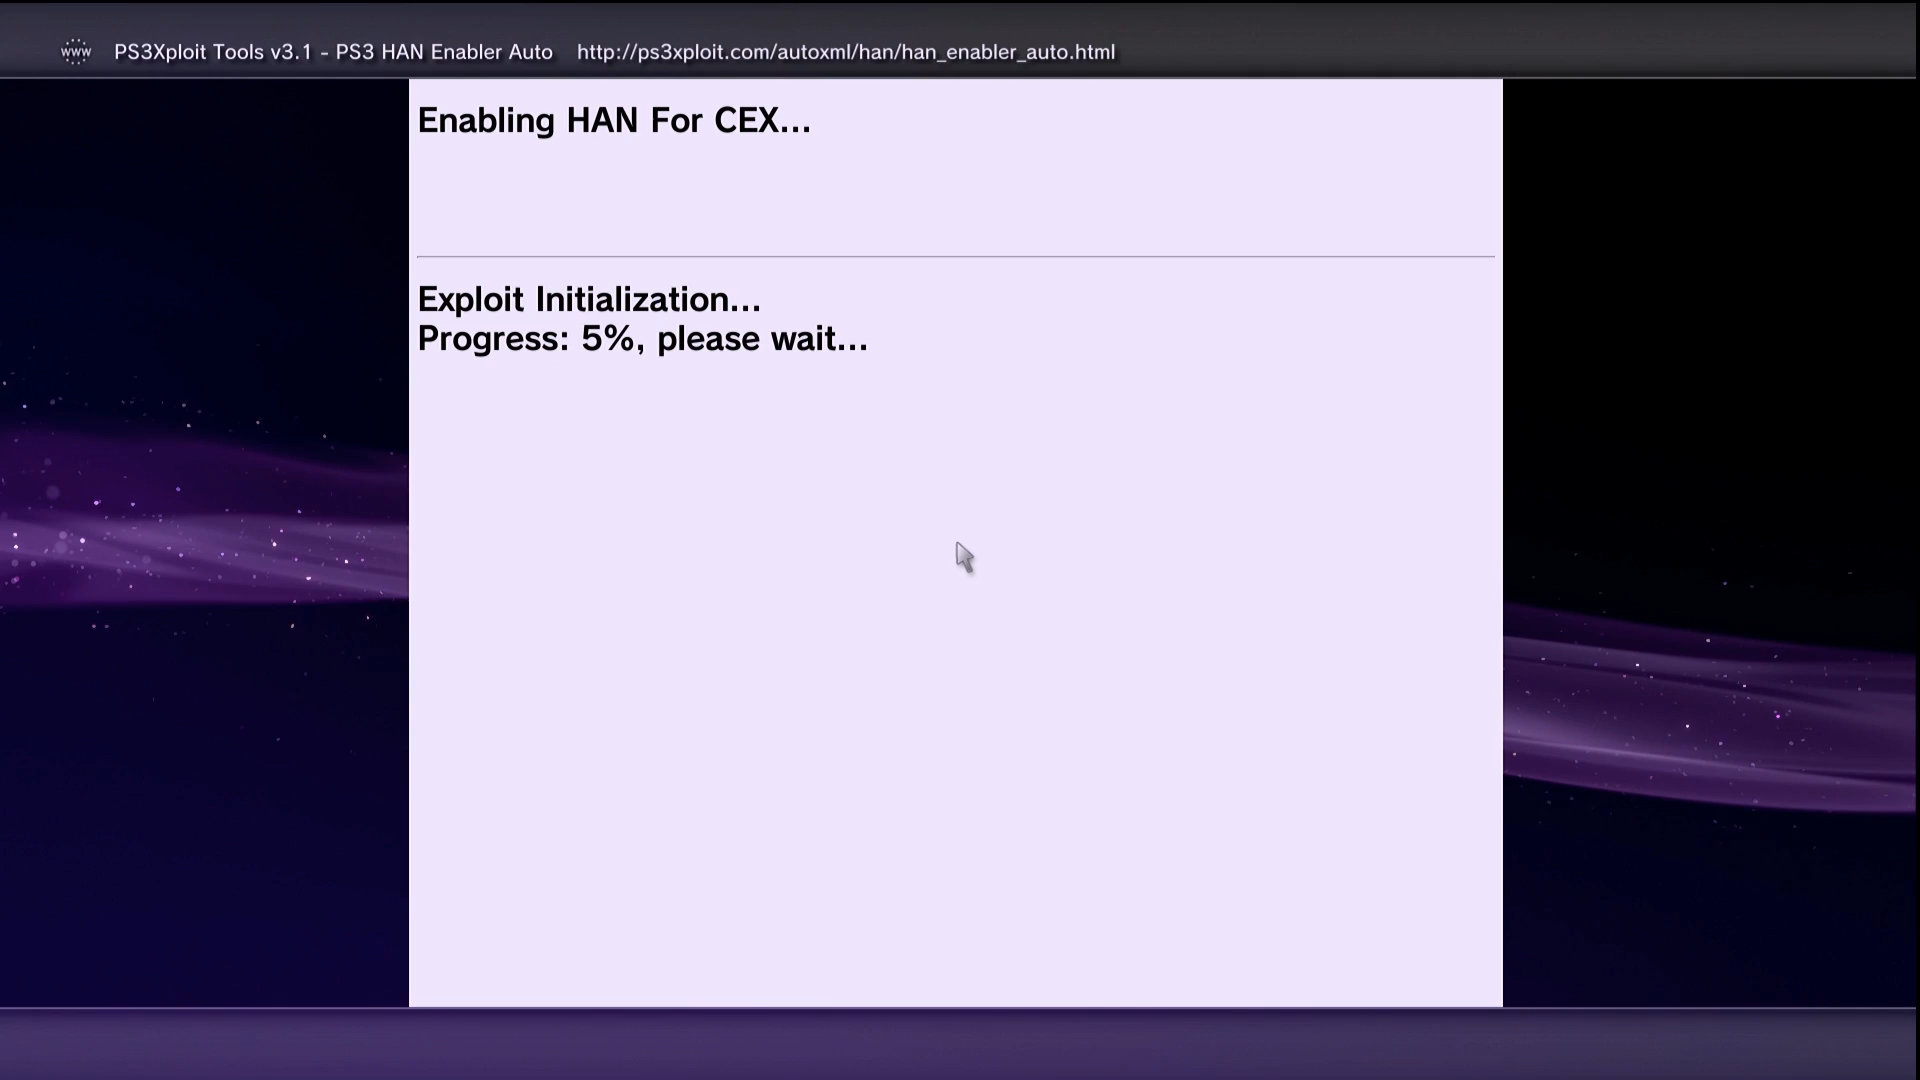 www PS3Xploit Tools v3.1 - PS3 HAN Enabler Auto http://ps3xploit.com/autoxml/han/han_enabler_auto.html
Enabling HAN For CEX...
Exploit Initialization...
Progress: 5%, please wait...